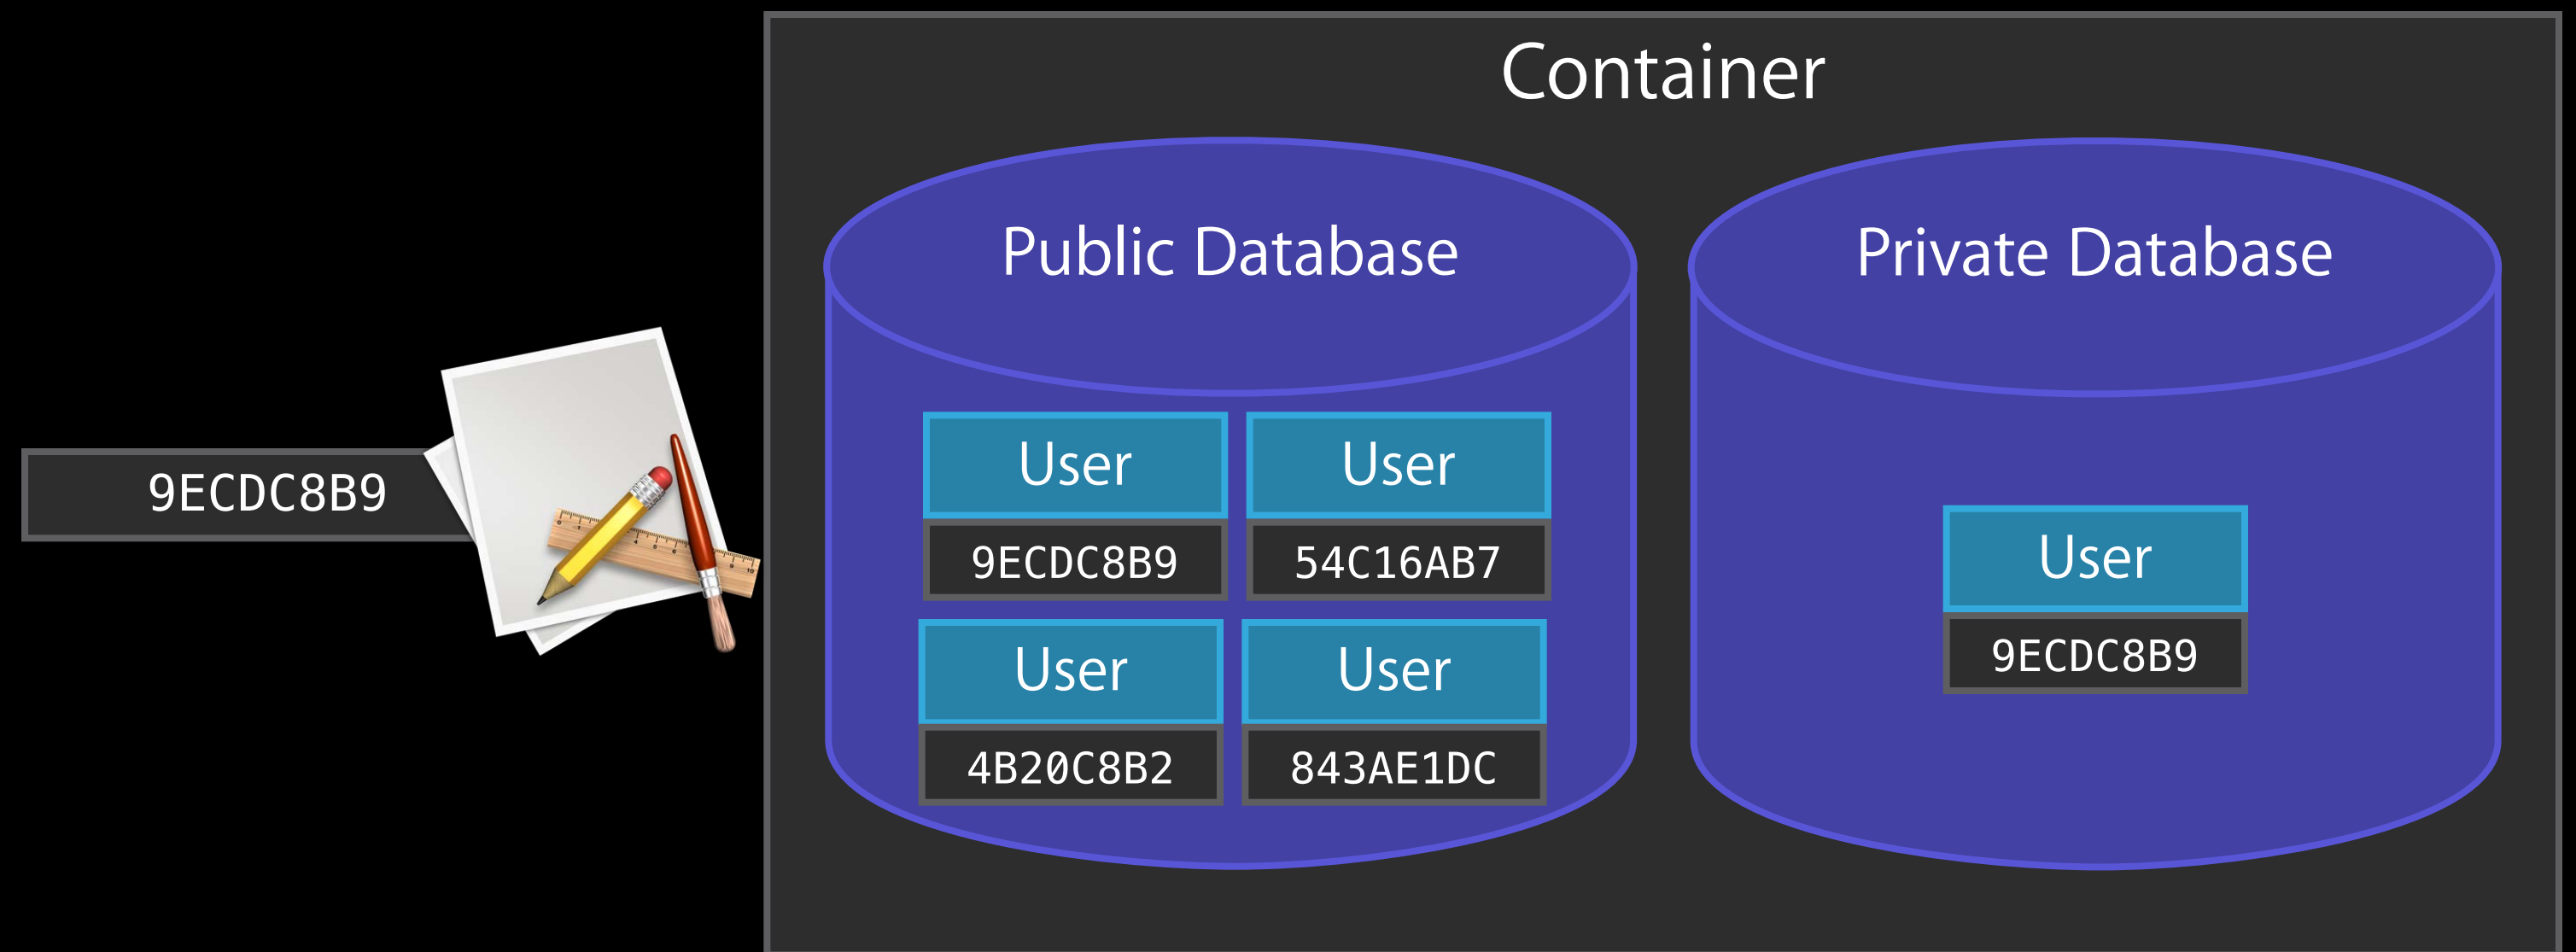 Container
Public Database
Private Database
9ECDC8B9
User
User
9ECDC8B9
54C16AB7
User
User
4B20C8B2
843AE1DC
User
9ECDC8B9